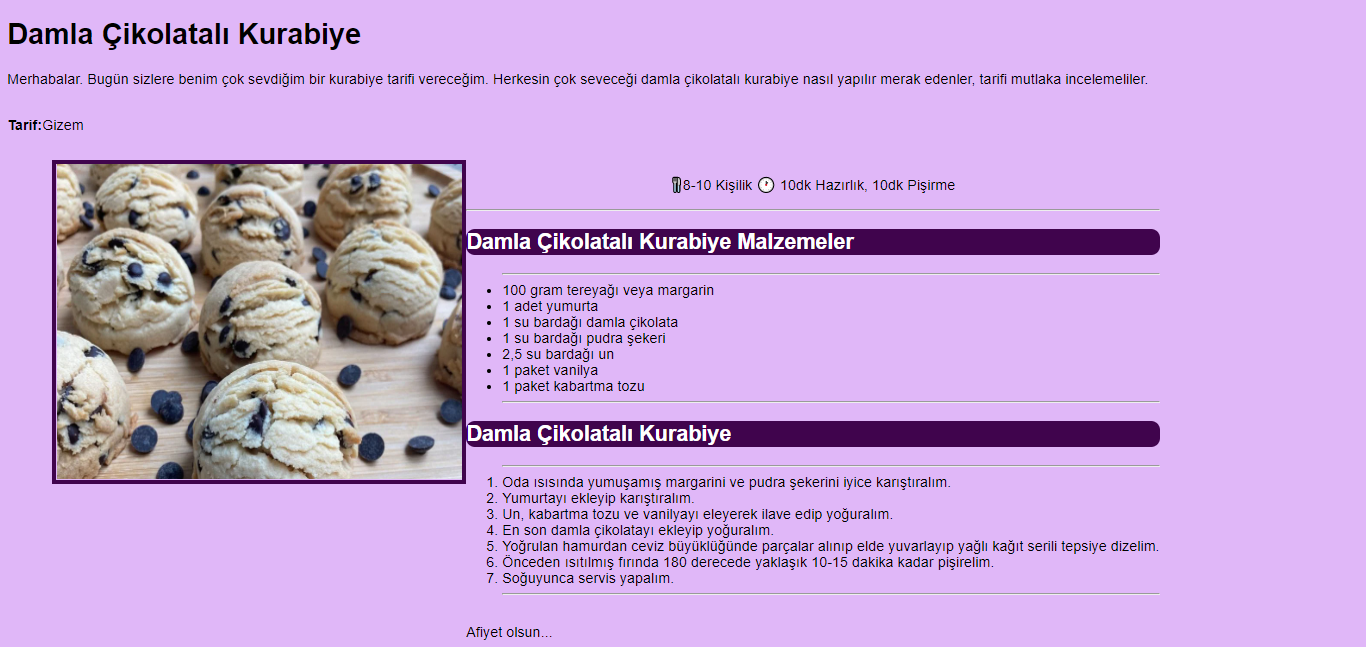 Damla Çikolatalı Kurabiye
Merhabalar. Bugün sizlere benim çok sevdiğim bir kurabiye tarifi vereceğim. Herkesin çok seveceği damla çikolatalı kurabiye nasıl yapılır merak edenler, tarifi mutlaka incelemeliler.
Tarif:Gizem
8-10 Kişilik 10dk Hazırlık, 10dk Pişirme
Damla Çikolatalı Kurabiye Malzemeler
• 100 gram tereyağı veya margarin
• 1 adet yumurta
• 1 su bardağı damla çikolata
• 1 su bardağı pudra şekeri
• 2,5 su bardağı un
• 1 paket vanilya
• 1 paket kabartma tozu
Damla Çikolatalı Kurabiye
1. Oda ısısında yumuşamış margarini ve pudra şekerini iyice karıştıralım.
2. Yumurtayı ekleyip karıştıralım.
3. Un, kabartma tozu ve vanilyayı eleyerek ilave edip yoğuralım.
4. En son damla çikolatayı ekleyip yoğuralım.
5. Yoğrulan hamurdan ceviz büyüklüğünde parçalar alınıp elde yuvarlayıp yağlı kağıt serili tepsiye dizelim.
6. Önceden ısıtılmış fırında 180 derecede yaklaşık 10-15 dakika kadar pişirelim.
7. Soğuyunca servis yapalım.
Afiyet olsun...